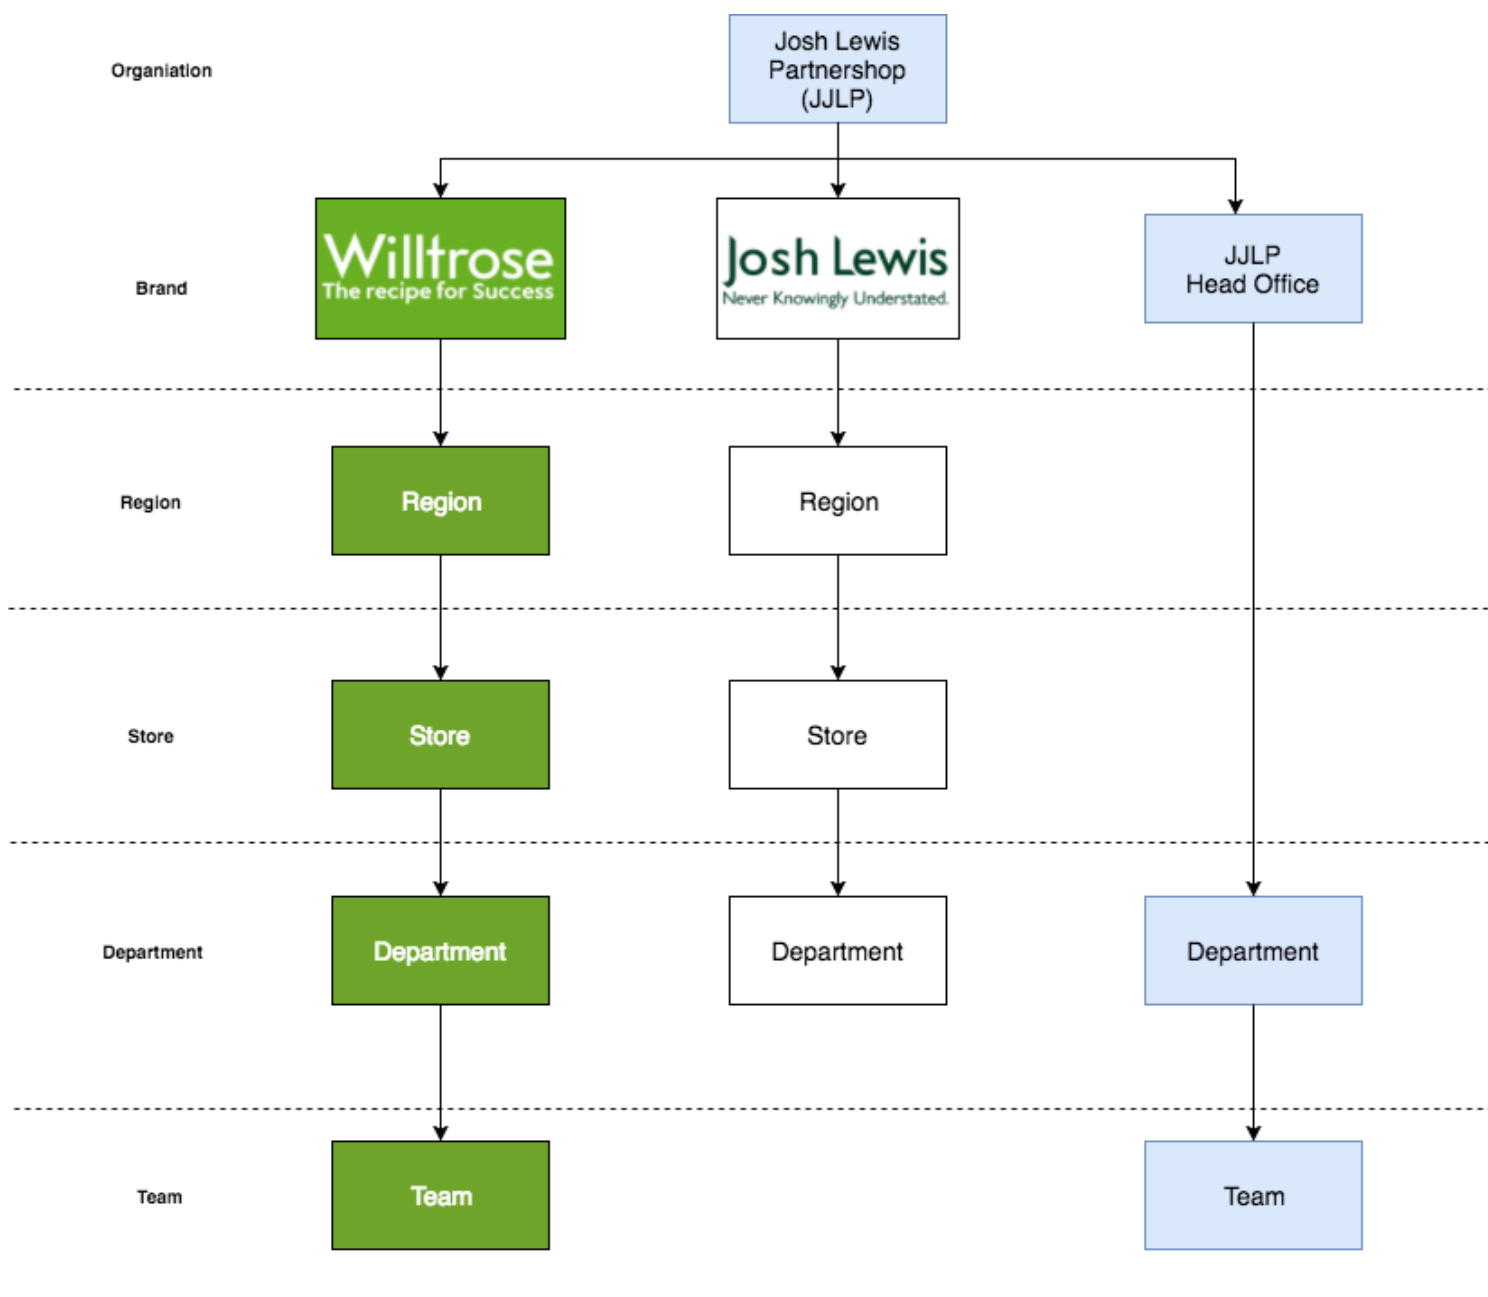 Organiation
Josh Lewis
Partnershop
(JJLP)
Brand
Willtrose
The recipe for Success
Josh Lewis
Never Knowingly Understated.
JJLP
Head Office
Region
Region
Region
Store
Store
Store
Department
Department
Department
Department
Team
Team
Team